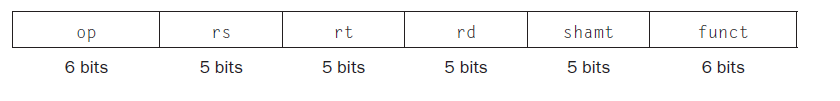 op rs rt rd shamt funct
6 bits 5 bits 5 bits 5 bits 5 bits 6 bits